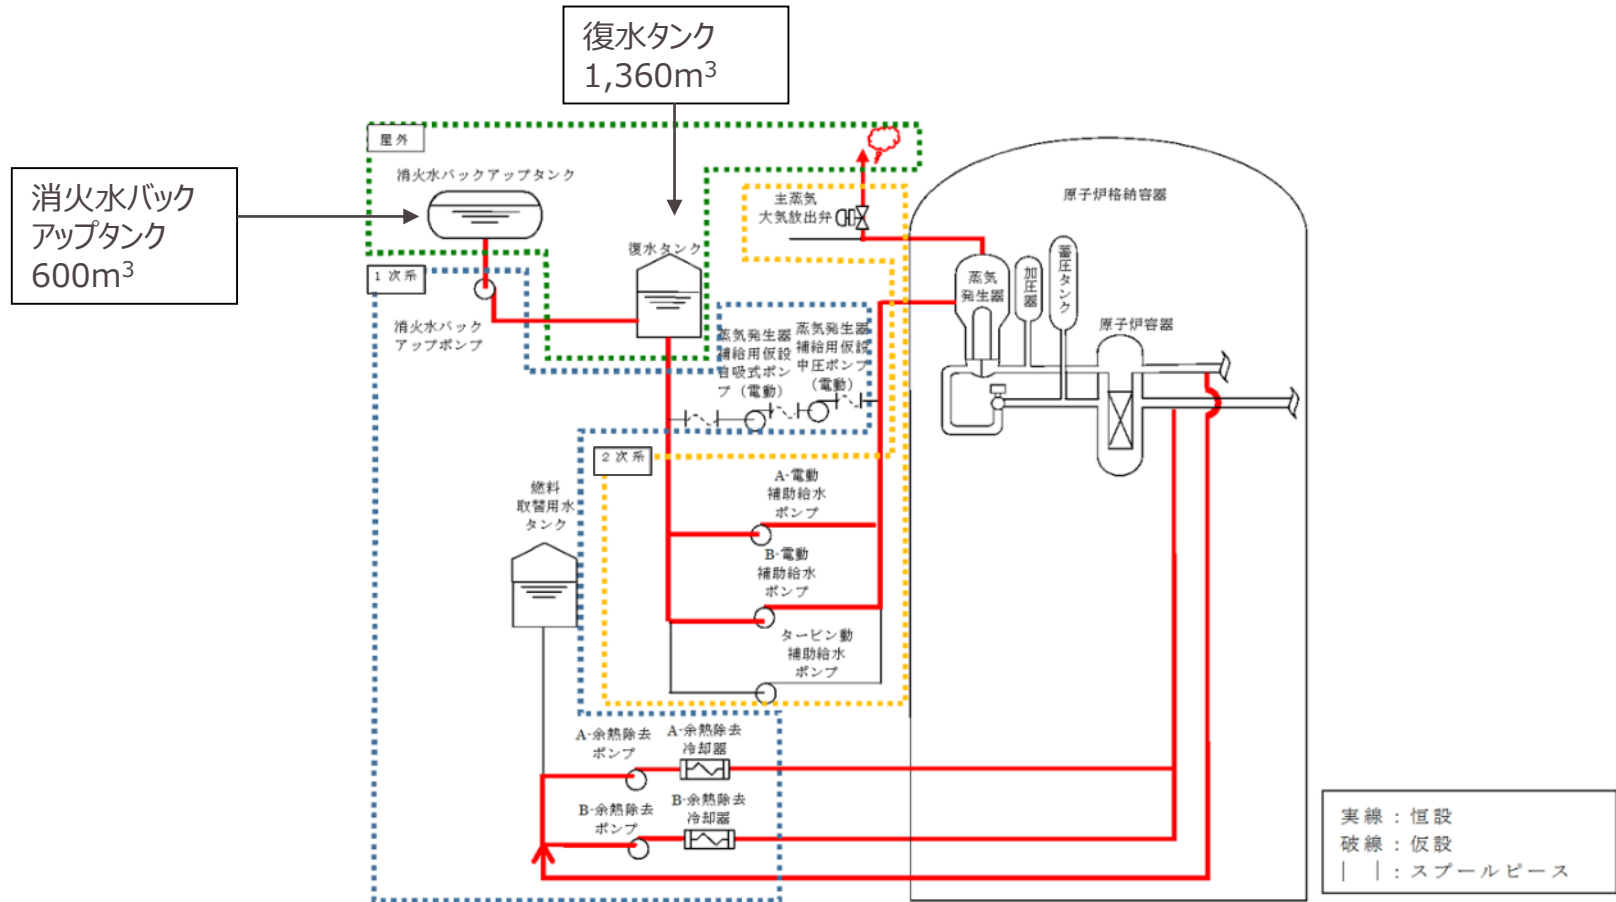 復水タンク
1,360m³
消火水バック
アップタンク
600m³
屋外
消火水バックアップタンク
復水タンク
主蒸気
大気放出弁
原子炉格納容器
1次系
消火水バック
アップポンプ
蒸気
発生器
加圧器
蓄圧タンク
原子炉容器
蒸気発生器
補給用仮設
自吸式ポン
プ（電動）
蒸気発生器
補給用仮設
中圧ポンプ
（電動）
2次系
燃料
取替用水
タンク
A-電動
補助給水
ポンプ
B-電動
補助給水
ポンプ
タービン動
補助給水
ポンプ
A-余熱除去
ポンプ
A-余熱除去
冷却器
B-余熱除去
ポンプ
B-余熱除去
冷却器
実線：恒設
破線：仮設
| |：スプールピース